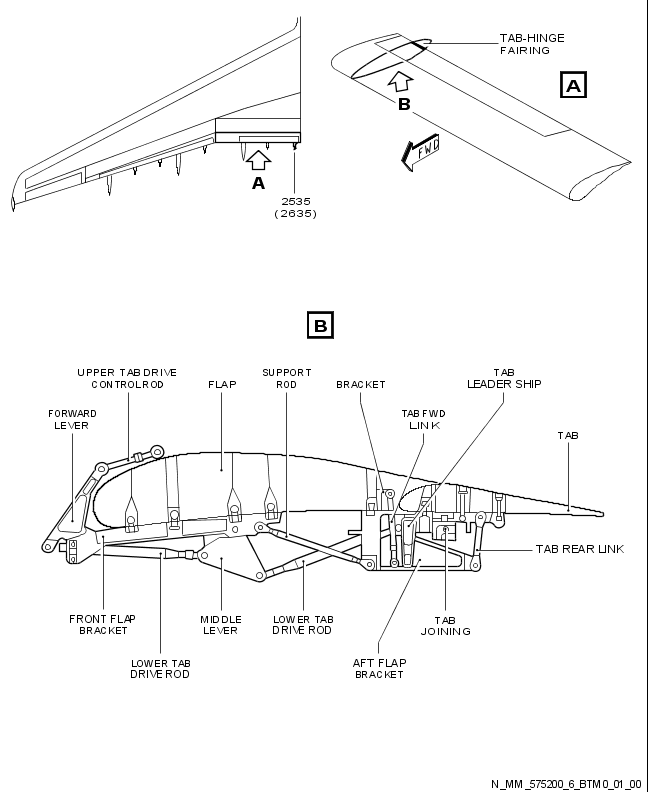 TAB-HINGE
FAIRING
A
B
FWD
A
2535
(2635)
B
UPPER TAB DRIVE
CONTROL ROD
FLAP
SUPPORT
ROD
BRACKET
TAB
LEADER SHIP
FORWARD
LEVER
TAB FWD
LINK
TAB
TAB REAR LINK
FRONT FLAP
BRACKET
MIDDLE
LEVER
LOWER TAB
DRIVE ROD
TAB
JOINING
LOWER TAB
DRIVE ROD
AFT FLAP
BRACKET
N_MM_575200_6_BTM0_01_00